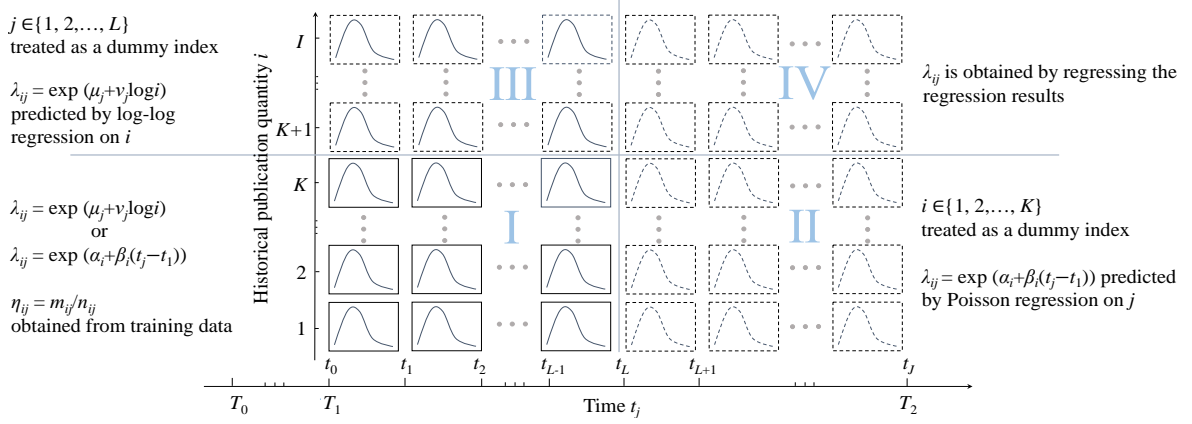 j ∈{1, 2,…, L}
treated as a dummy index
λij = exp (μj+νjlogi)
predicted by log-log
regression on i
λij = exp (μj+νjlogi)
or
λij = exp (αi+βi(tj−t1))
ηij = mij/nij
obtained from training data
Historical publication quantity i
I
K+1
K
2
1
III
IV
I
II
λij is obtained by regressing the
regression results
i ∈{1, 2,…, K}
treated as a dummy index
λij = exp (αi+βi(tj−t1)) predicted
by Poisson regression on j
t0 t1 t2 tL-1 tL tL+1 tJ
T0 T1 Time tj T2